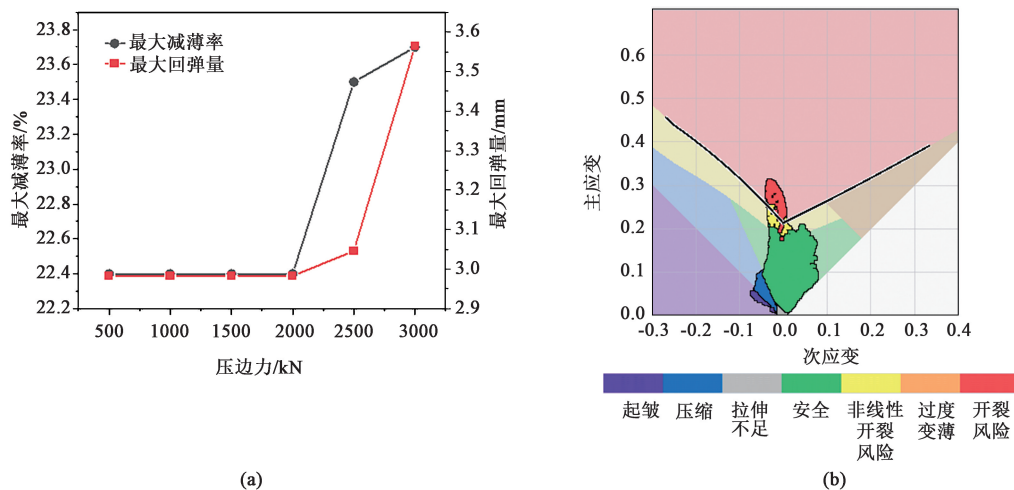 23.8
23.6
23.4
23.2
23.0
22.8
22.6
22.4
22.2
最大减薄率/%
最大减薄率
最大回弹量
3.6
3.5
3.4
3.3
3.2
3.1
3.0
2.9
最大回弹量/mm
500 1000 1500 2000 2500 3000
压边力/kN
(a)
0.6
0.5
0.4
0.3
0.2
0.1
0.0
主应变
-0.3 -0.2 -0.1 0.0 0.1 0.2 0.3 0.4
次应变
起皱 压缩 拉伸 安全 非线性 过度 开裂
不足 开裂 变薄 风险
风险
(b)